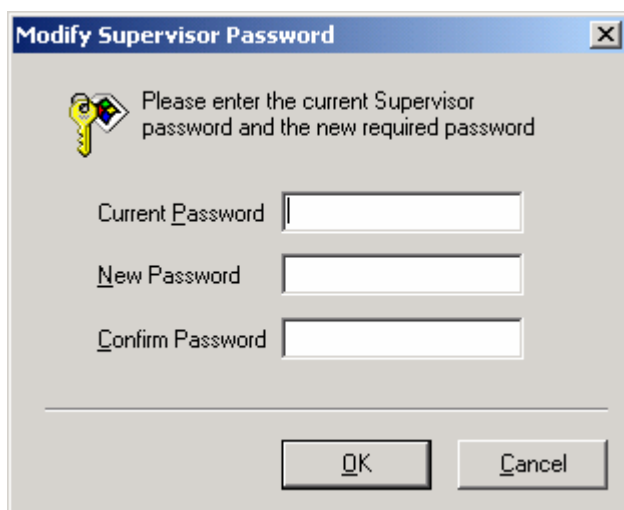 Modify Supervisor Password
Please enter the current Supervisor
password and the new required password
Current Password
New Password
Confirm Password
OK
Cancel